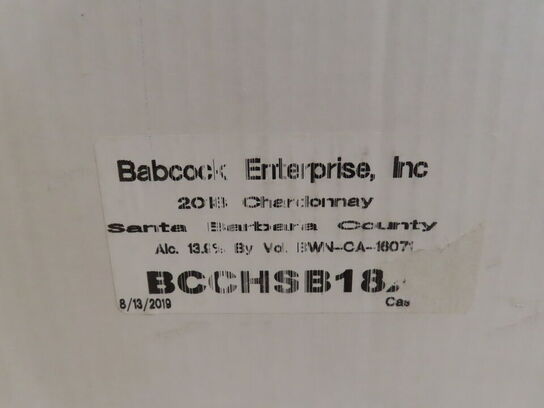 Babcock Enterprise, Inc
2018 Chardonnay
Santa Barbara County
Alc. 13.9% By Vol. BWN-CA-16071
BCCHSB18
8/13/2019 Cas